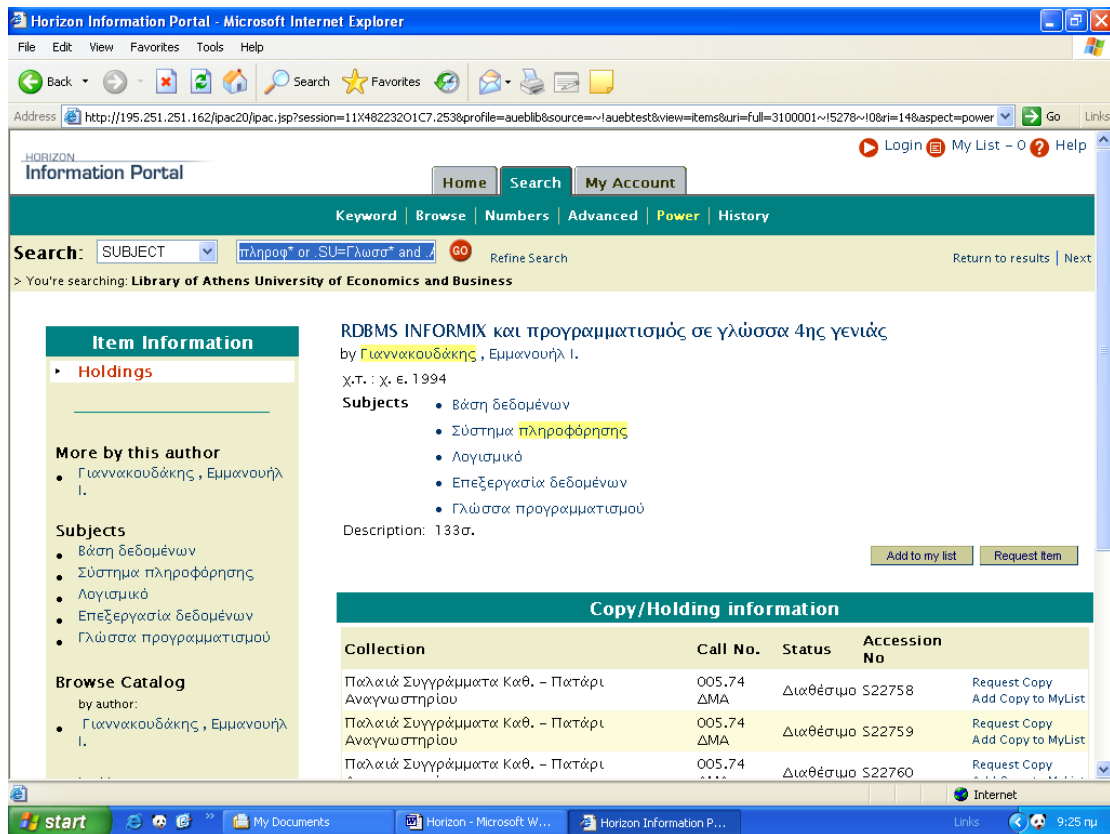 Horizon Information Portal - Microsoft Internet Explorer
File Edit View Favorites Tools Help
Back Search Favorites
Address http://195.251.251.162/ipac20/ipac.jsp?session=11X482232O1C7.253&profile=aueblib&source=~!auebtest&view=items&uri=full=3100001~!5278~!0&ri=14&aspect=power Go Links
Login My List - 0 Help
HORIZON
Information Portal
Home Search My Account
Keyword | Browse | Numbers | Advanced | Power | History
Search: SUBJECT πληροφ* or .SU=Γλωσσ* and .A GO Refine Search Return to results | Next
> You're searching: Library of Athens University of Economics and Business
Item Information
Holdings
More by this author
Γιαννακουδάκης , Εμμανουήλ
Ι.
Subjects
Βάση δεδομένων
Σύστημα πληροφόρησης
Λογισμικό
Επεξεργασία δεδομένων
Γλώσσα προγραμματισμού
Browse Catalog
by author:
Γιαννακουδάκης , Εμμανουήλ
Ι.
RDBMS INFORMIX και προγραμματισμός σε γλώσσα 4ης γενιάς
by Γιαννακουδάκης , Εμμανουήλ Ι.
χ.τ. : χ. ε. 1994
Subjects
Βάση δεδομένων
Σύστημα πληροφόρησης
Λογισμικό
Επεξεργασία δεδομένων
Γλώσσα προγραμματισμού
Description: 133σ.
Add to my list Request Item
Copy/Holding information
Collection Call No. Status Accession No
Παλαιά Συγγράμματα Καθ. - Πατάρι Αναγνωστηρίου 005.74 ΔΜΑ Διαθέσιμο S22758 Request Copy Add Copy to MyList
Παλαιά Συγγράμματα Καθ. - Πατάρι Αναγνωστηρίου 005.74 ΔΜΑ Διαθέσιμο S22759 Request Copy Add Copy to MyList
Παλαιά Συγγράμματα Καθ. - Πατάρι 005.74 Διαθέσιμο S22760 Request Copy
Internet
start My Documents Horizon - Microsoft W... Horizon Information P... Links 9:25 πμ